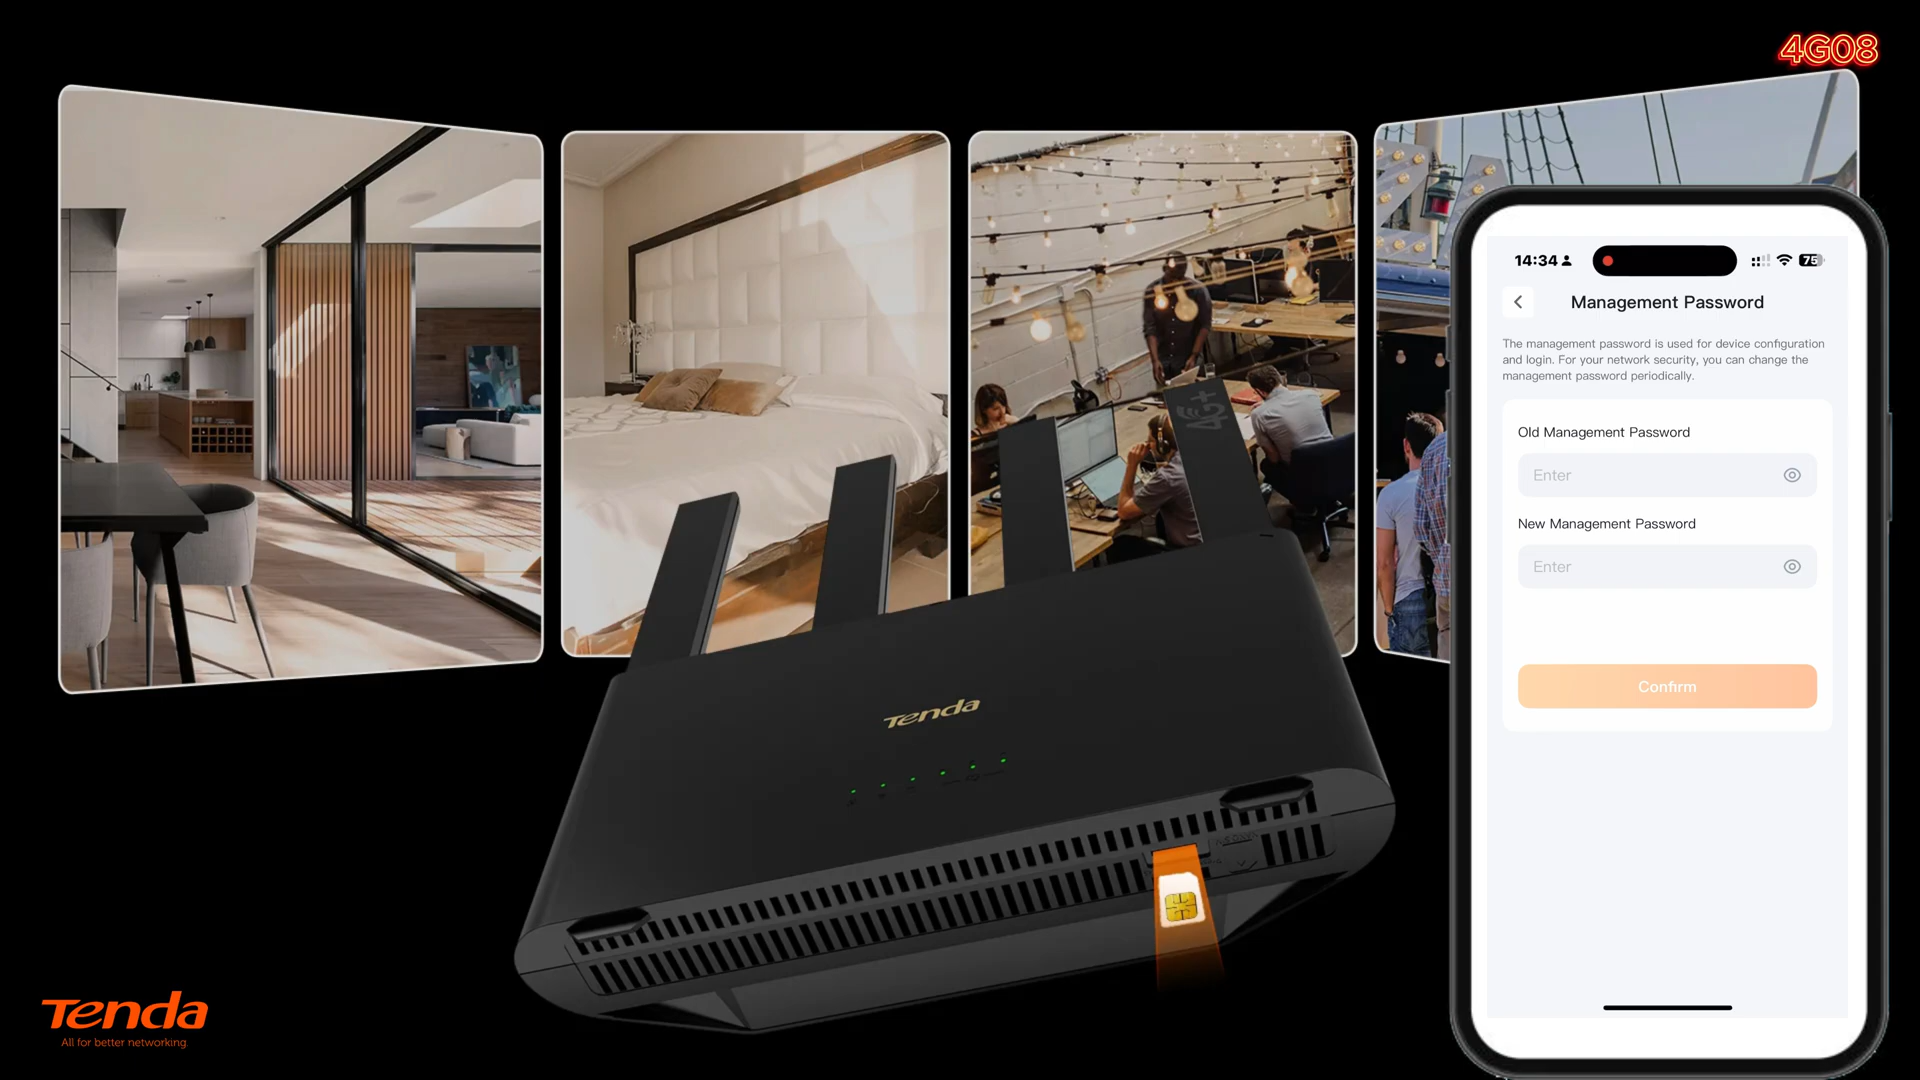 4G08
4G+
Tenda
14:34
75
Management Password
The management password is used for device configuration
and login. For your network security, you can change the
management password periodically.
Old Management Password
Enter
New Management Password
Enter
Confirm
Tenda
All for better networking